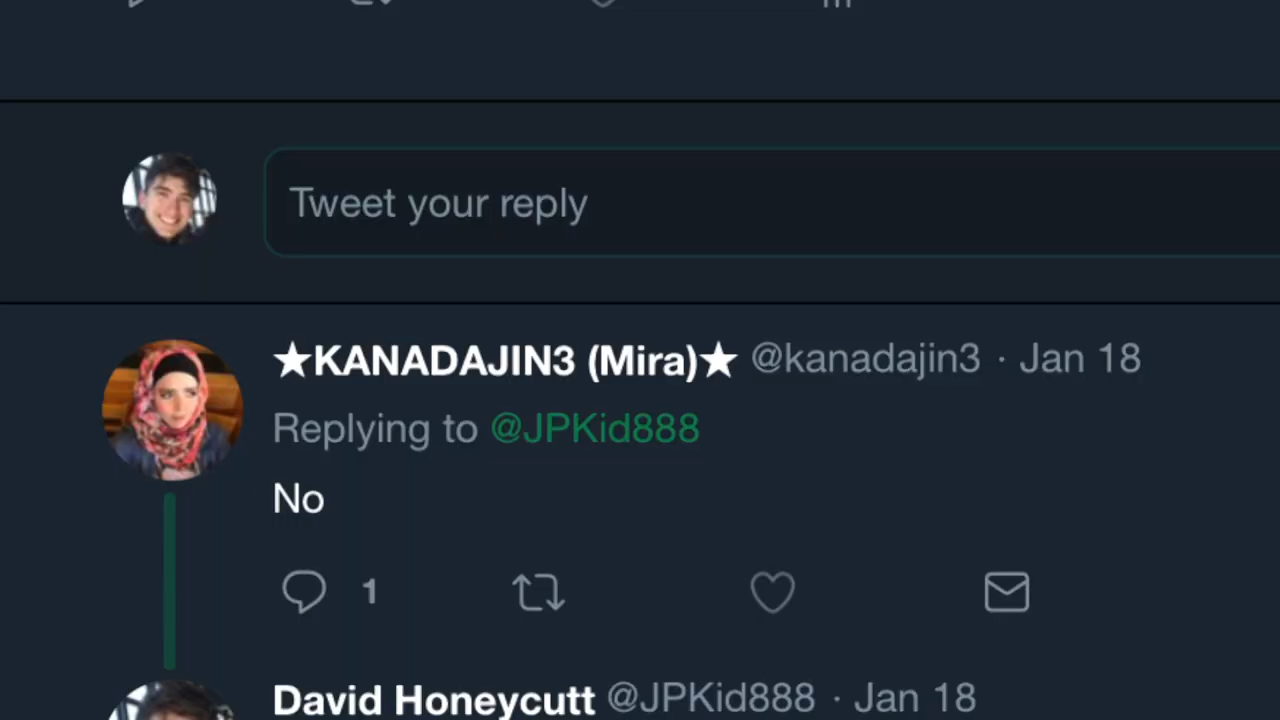 Tweet your reply
★KANADAJIN3 (Mira)★ @kanadajin3 · Jan 18
Replying to @JPKid888
No
1
David Honeycutt @JPKid888 · Jan 18